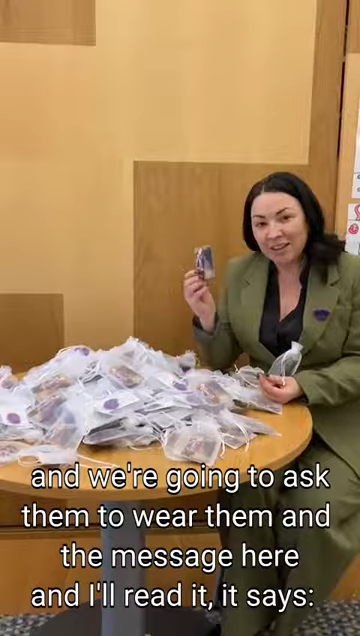 and we're going to ask
them to wear them and
the message here
and I'll read it, it says: